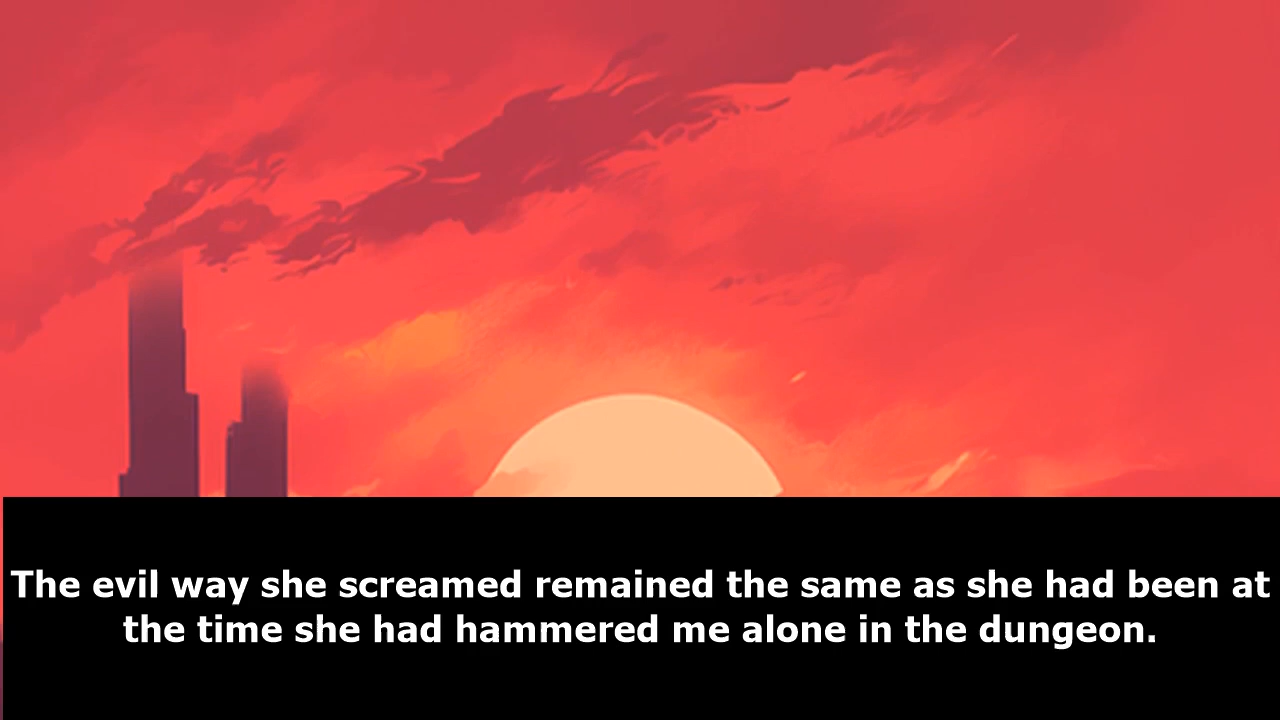 The evil way she screamed remained the same as she had been at
the time she had hammered me alone in the dungeon.